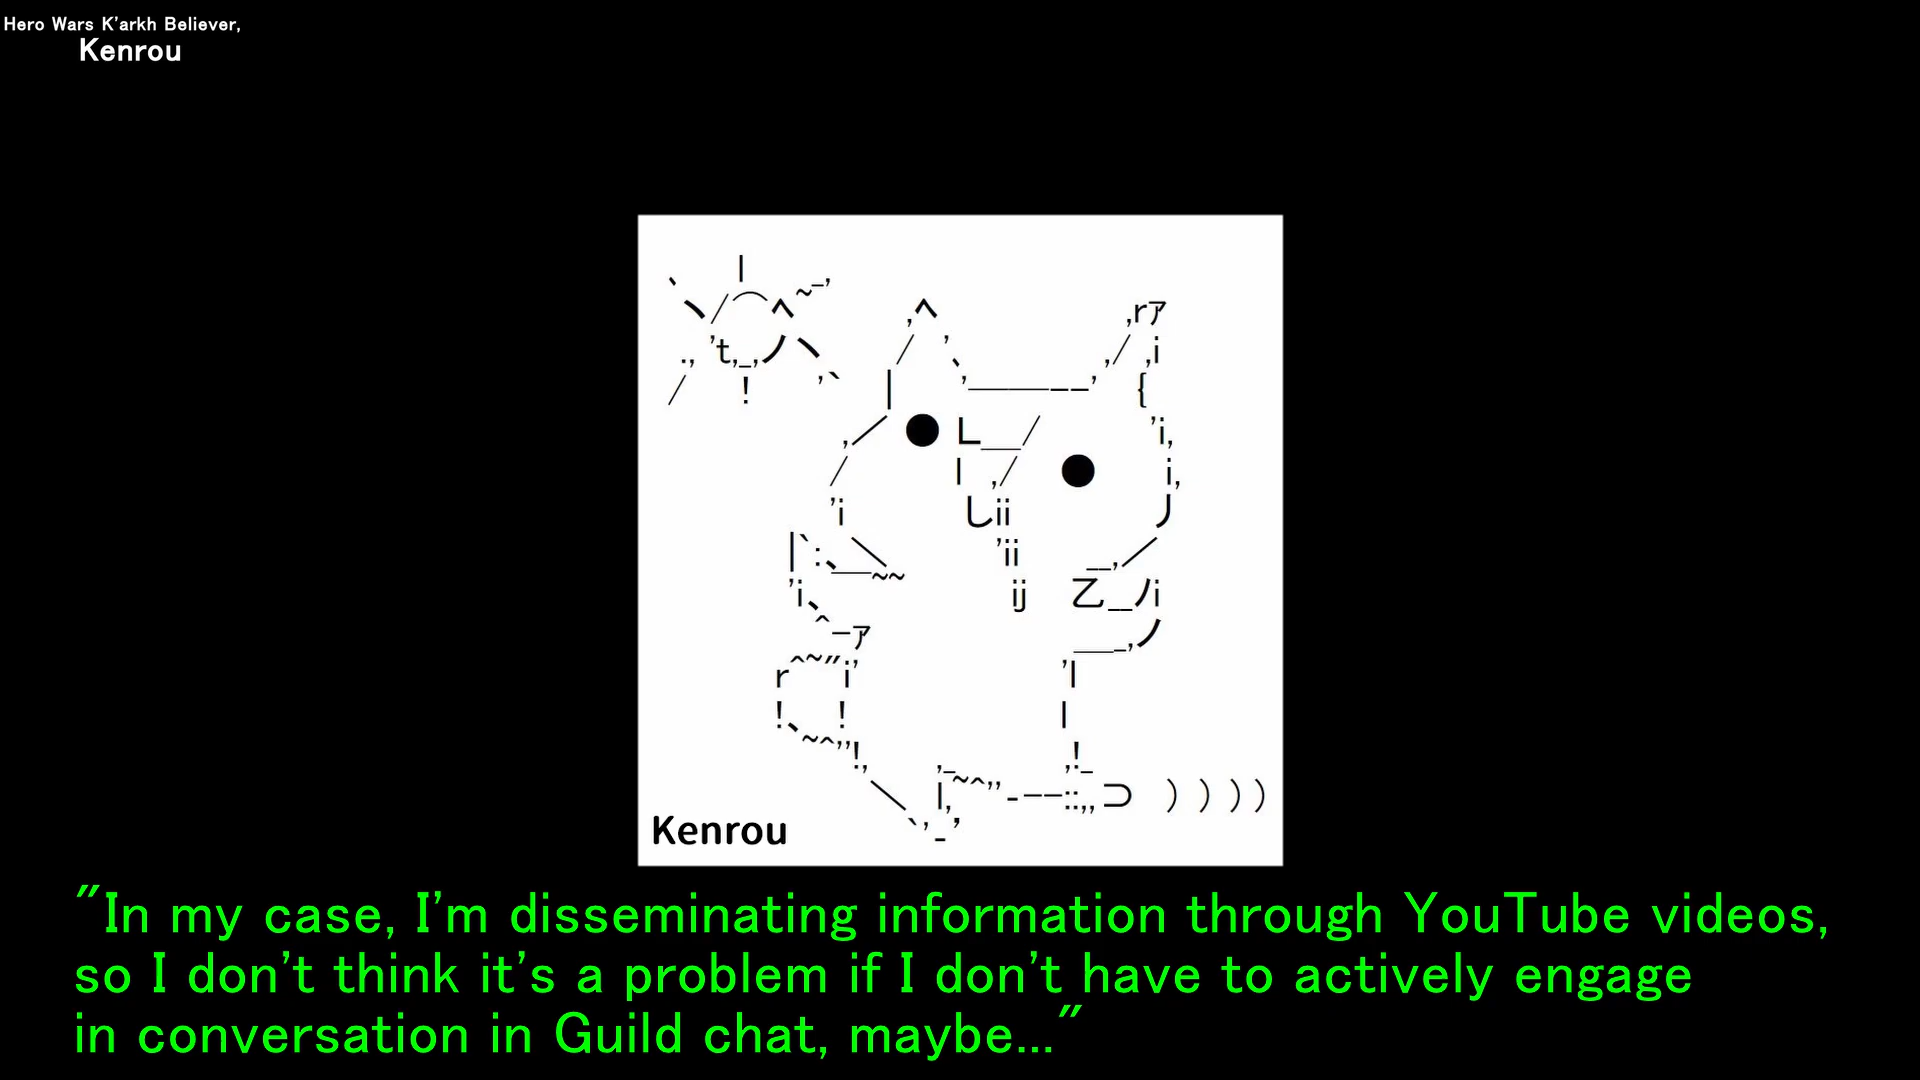 Hero Wars K'arkh Believer,
Kenrou
Kenrou
"In my case, I'm disseminating information through YouTube videos,
so I don't think it's a problem if I don't have to actively engage
in conversation in Guild chat, maybe..."